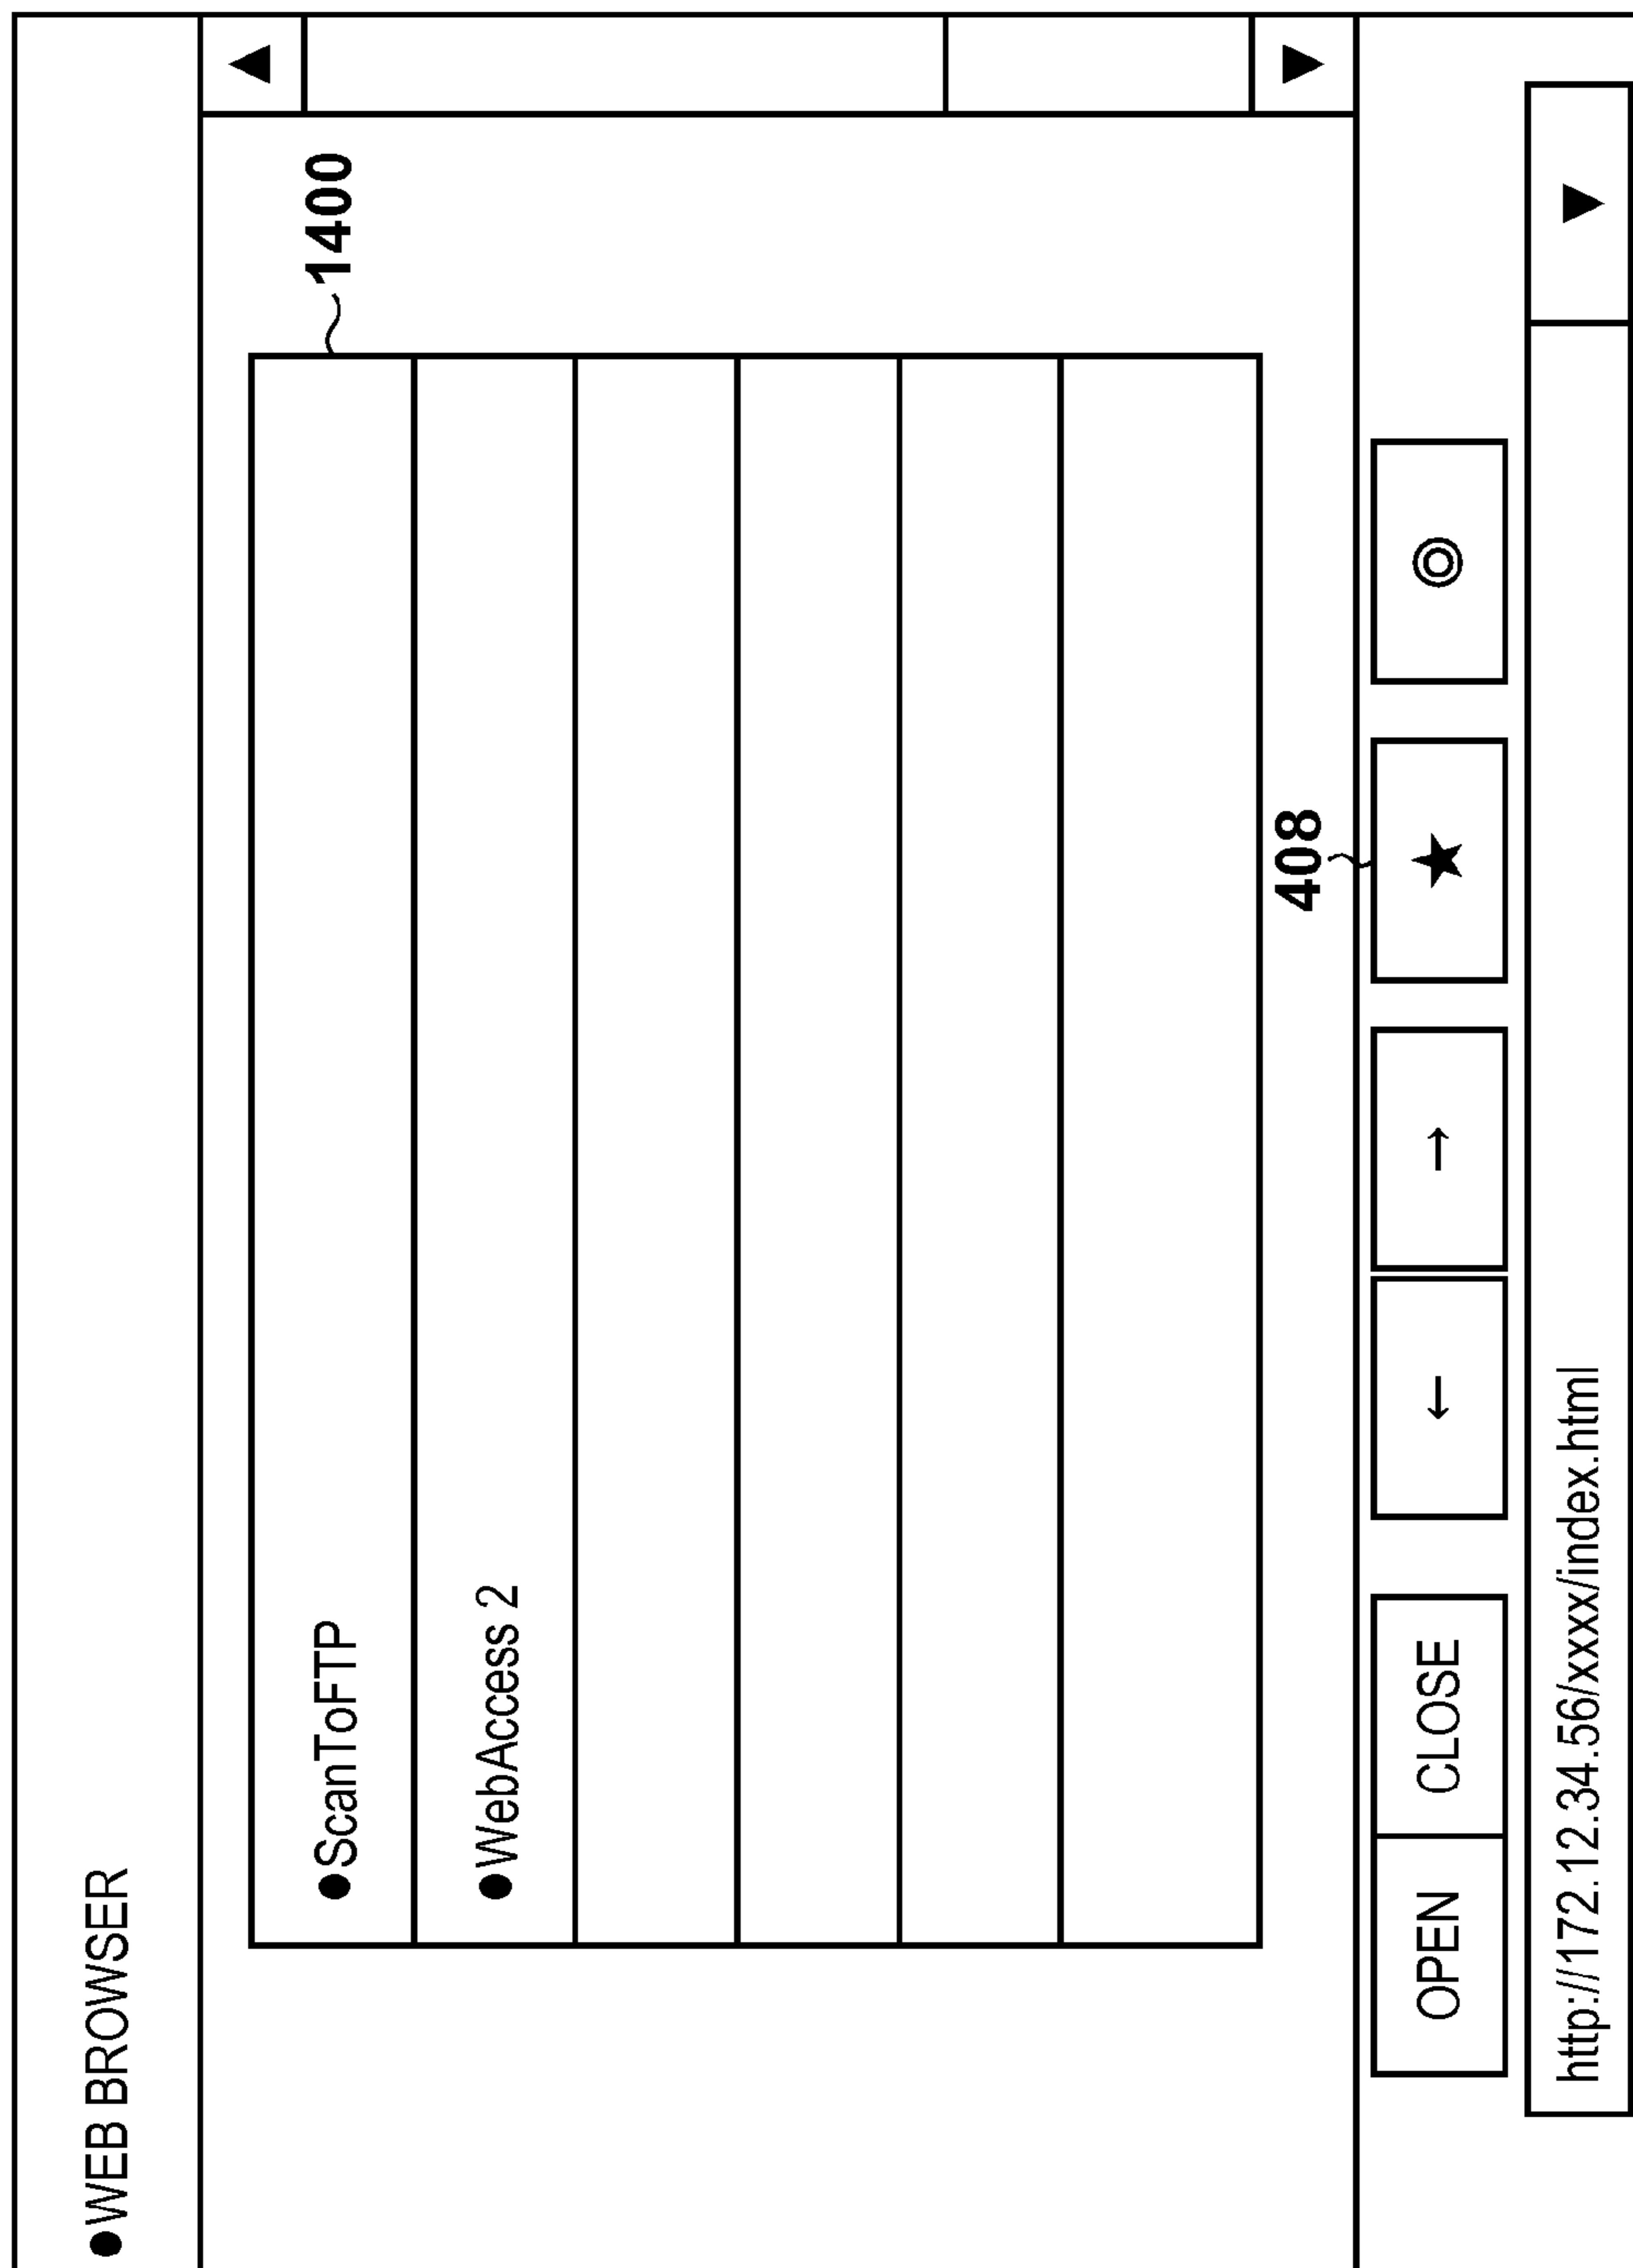 ●WEB BROWSER
▲
1400
●ScanToFTP
●WebAccess 2
408
▼
OPEN CLOSE ← → ★ ◎
http://172.12.34.56/xxxx/index.html ▼